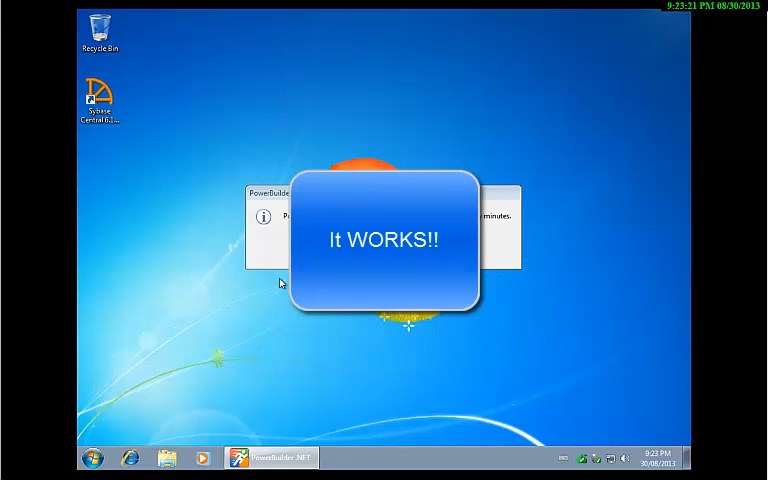 9:23:21 PM 08/30/2013
Recycle Bin
Sybase
Central 6.1...
PowerBuilde
minutes.
It WORKS!!
PowerBuilder .NET
9:23 PM
30/08/2013